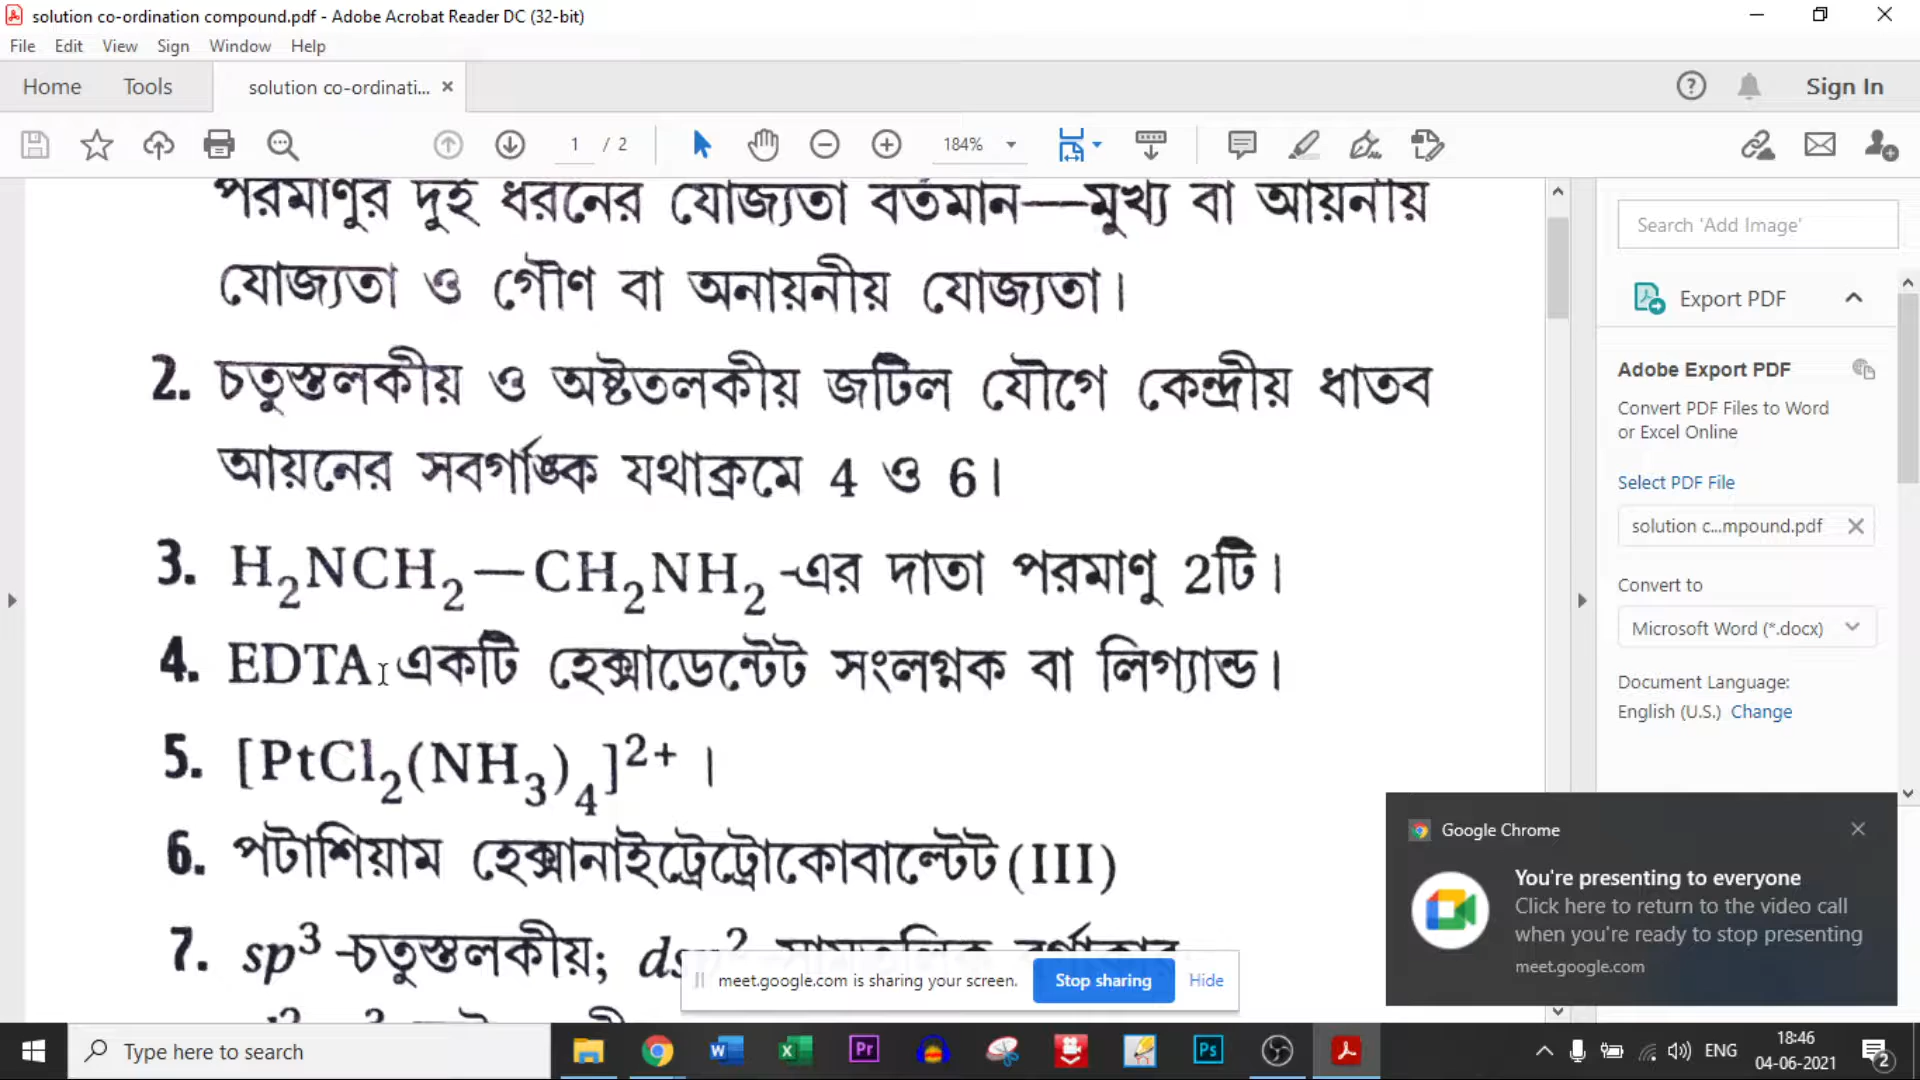 solution co-ordination compound.pdf - Adobe Acrobat Reader DC (32-bit)
File Edit View Sign Window Help
Home Tools solution co-ordinati... × Sign In
1 / 2 184%
পরমাণুর দুই ধরনের যোজ্যতা বর্তমান—মুখ্য বা আয়নীয়
যোজ্যতা ও গৌণ বা অনায়নীয় যোজ্যতা।
2. চতুস্তলকীয় ও অষ্টতলকীয় জটিল যৌগে কেন্দ্রীয় ধাতব
আয়নের সবর্গাঙ্ক যথাক্রমে 4 ও 6।
3. H₂NCH₂—CH₂NH₂-এর দাতা পরমাণু 2টি।
4. EDTA একটি হেক্সাডেন্টেট সংলগ্নক বা লিগ্যান্ড।
5. [PtCl₂(NH₃)₄]²⁺ ।
6. পটাশিয়াম হেক্সানাইট্রেট্রোকোবাল্টেট(III)
7. sp³-চতুস্তলকীয়;
Search 'Add Image'
Export PDF
Adobe Export PDF
Convert PDF Files to Word
or Excel Online
Select PDF File
solution c...mpound.pdf
Convert to
Microsoft Word (*.docx)
Document Language:
English (U.S.) Change
Google Chrome
You're presenting to everyone
Click here to return to the video call
when you're ready to stop presenting
meet.google.com
meet.google.com is sharing your screen. Stop sharing Hide
Type here to search
ENG 18:46
04-06-2021
2